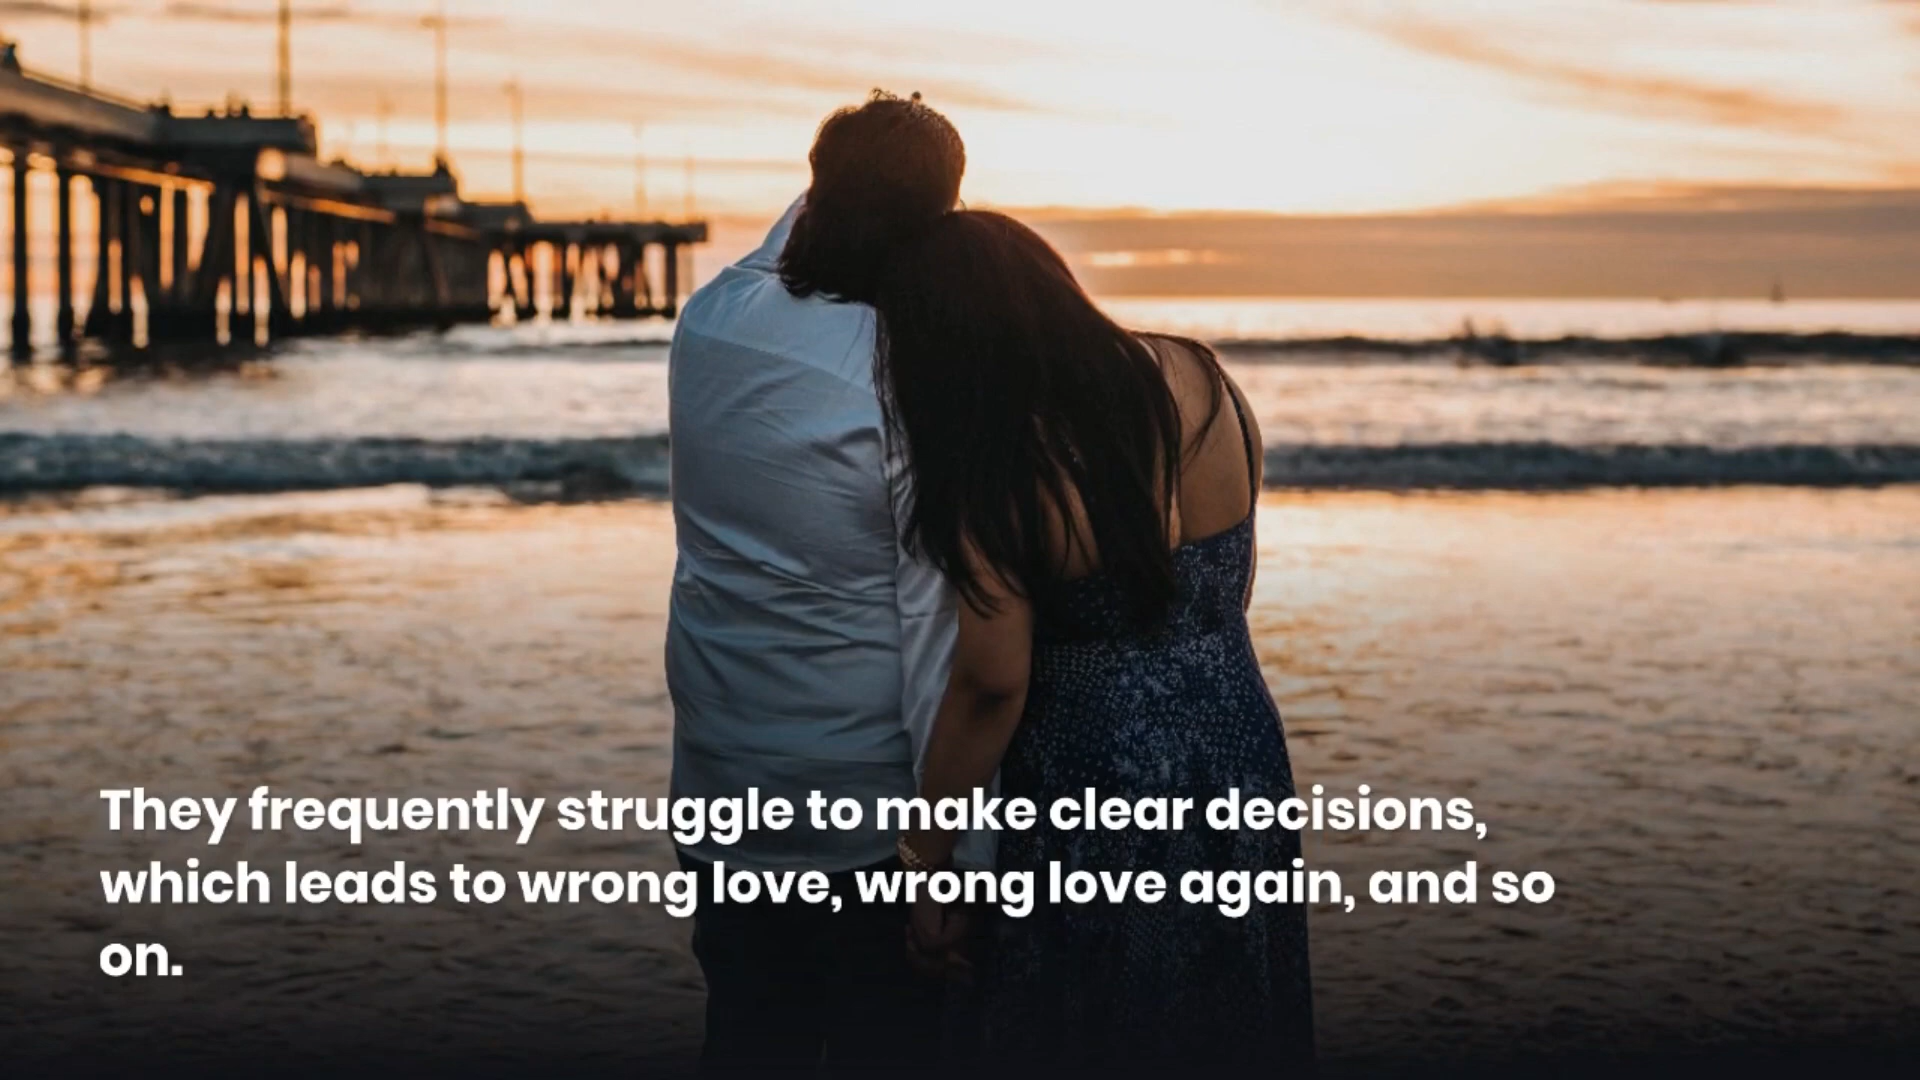 They frequently struggle to make clear decisions,
which leads to wrong love, wrong love again, and so
on.